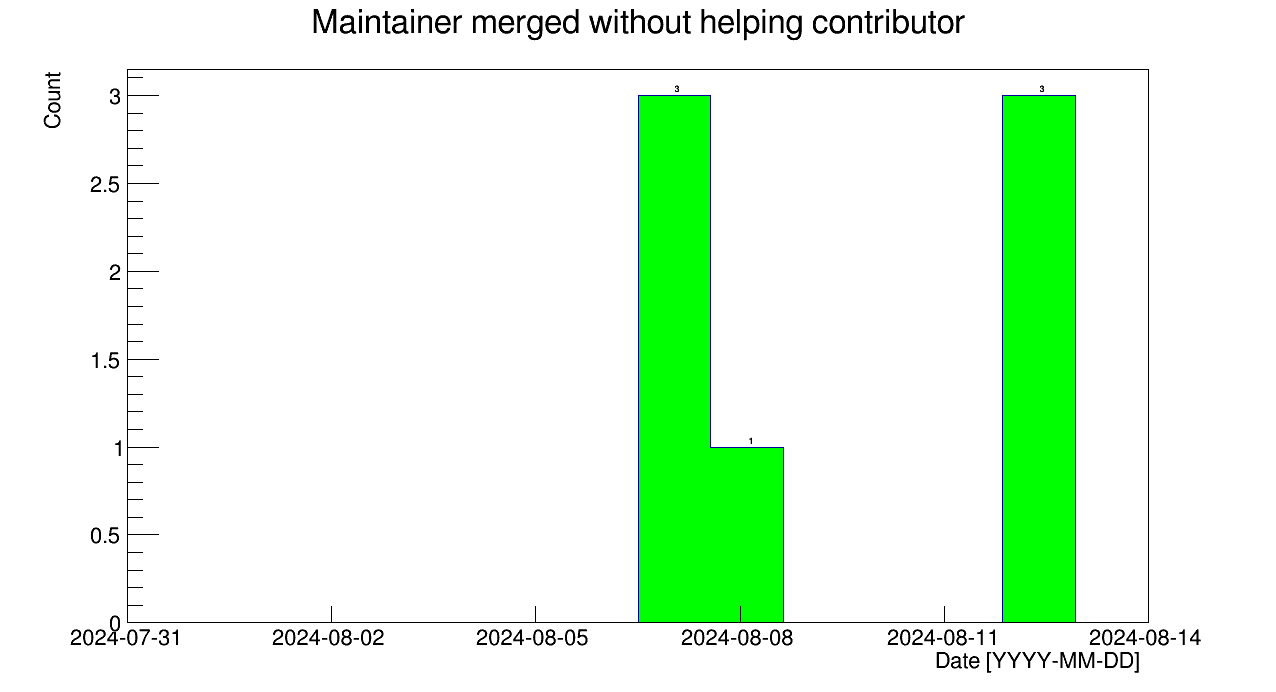 Maintainer merged without helping contributor
Count
3
2.5
2
1.5
1
0.5
0
3
1
3
2024-07-31 2024-08-02 2024-08-05 2024-08-08 2024-08-11 2024-08-14
Date [YYYY-MM-DD]